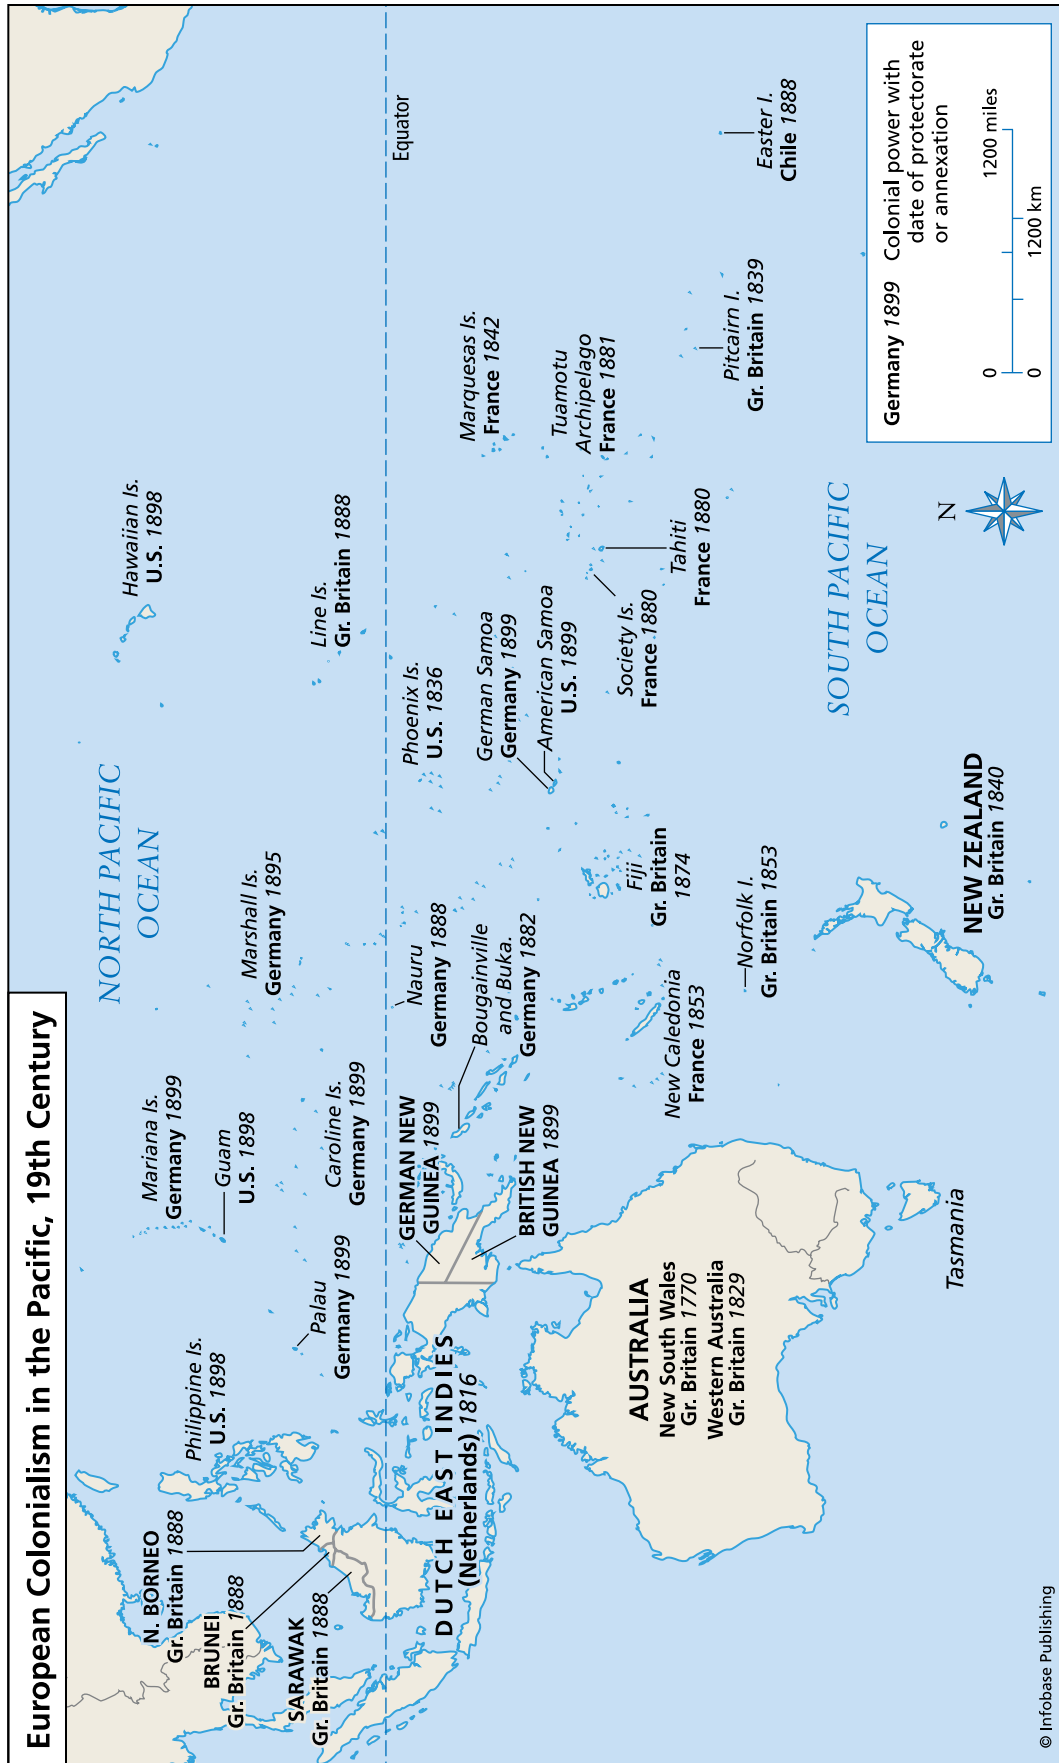 European Colonialism in the Pacific, 19th Century
NORTH PACIFIC
OCEAN
Hawaiian Is.
U.S. 1898
Mariana Is.
Germany 1899
Guam
U.S. 1898
Marshall Is.
Germany 1895
Philippine Is.
U.S. 1898
N. BORNEO
Gr. Britain 1888
BRUNEI
Gr. Britain 1888
SARAWAK
Gr. Britain 1888
Palau
Germany 1899
Caroline Is.
Germany 1899
Line Is.
Gr. Britain 1888
Equator
Nauru
Germany 1888
Phoenix Is.
U.S. 1836
GERMAN NEW
GUINEA 1899
DUTCH EAST INDIES
(Netherlands) 1816
Bougainville
and Buka.
Germany 1882
BRITISH NEW
GUINEA 1899
German Samoa
Germany 1899
American Samoa
U.S. 1899
Marquesas Is.
France 1842
Tuamotu
Archipelago
France 1881
Society Is.
France 1880
Tahiti
France 1880
Fiji
Gr. Britain
1874
New Caledonia
France 1853
Norfolk I.
Gr. Britain 1853
Pitcairn I.
Gr. Britain 1839
Easter I.
Chile 1888
AUSTRALIA
New South Wales
Gr. Britain 1770
Western Australia
Gr. Britain 1829
Tasmania
NEW ZEALAND
Gr. Britain 1840
SOUTH PACIFIC
OCEAN
N
Germany 1899 Colonial power with
date of protectorate
or annexation
0 1200 miles
0 1200 km
© Infobase Publishing